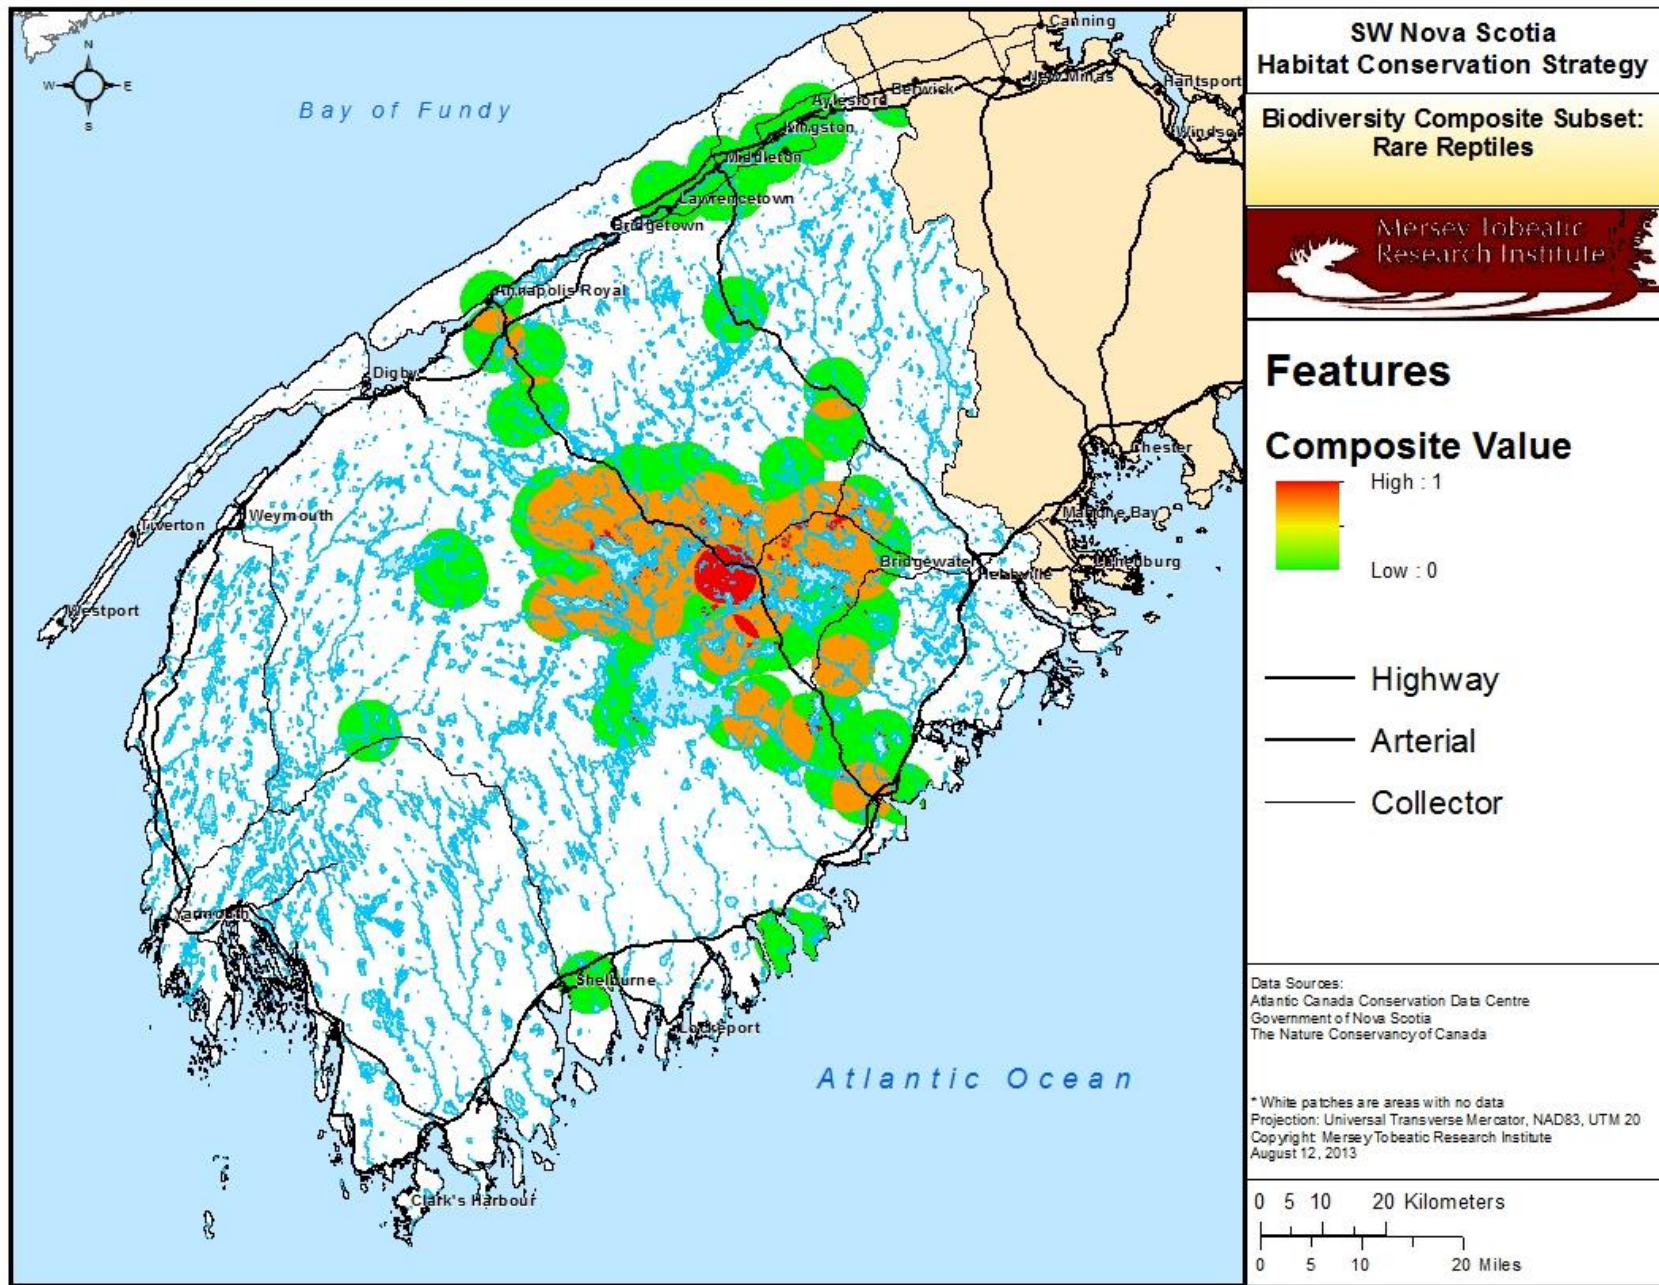 N
W
E
S
Bay of Fundy
Canning
New Minas
Hantsport
Berwick
Aylesford
Kingston
Windsor
Middleton
Lawrencetown
Bridgetown
Annapolis Royal
Digby
Chester
Mahone Bay
Tiverton
Weymouth
Bridgewater
Hebbville
Lunenburg
Westport
Yarmouth
Shelburne
Lockeport
Atlantic Ocean
Clark's Harbour
SW Nova Scotia
Habitat Conservation Strategy
Biodiversity Composite Subset:
Rare Reptiles
Mersey Tobeatic
Research Institute
Features
Composite Value
High : 1
Low : 0
Highway
Arterial
Collector
Data Sources:
Atlantic Canada Conservation Data Centre
Government of Nova Scotia
The Nature Conservancy of Canada
* White patches are areas with no data
Projection: Universal Transverse Mercator, NAD83, UTM 20
Copyright: Mersey Tobeatic Research Institute
August 12, 2013
0 5 10 20 Kilometers
0 5 10 20 Miles